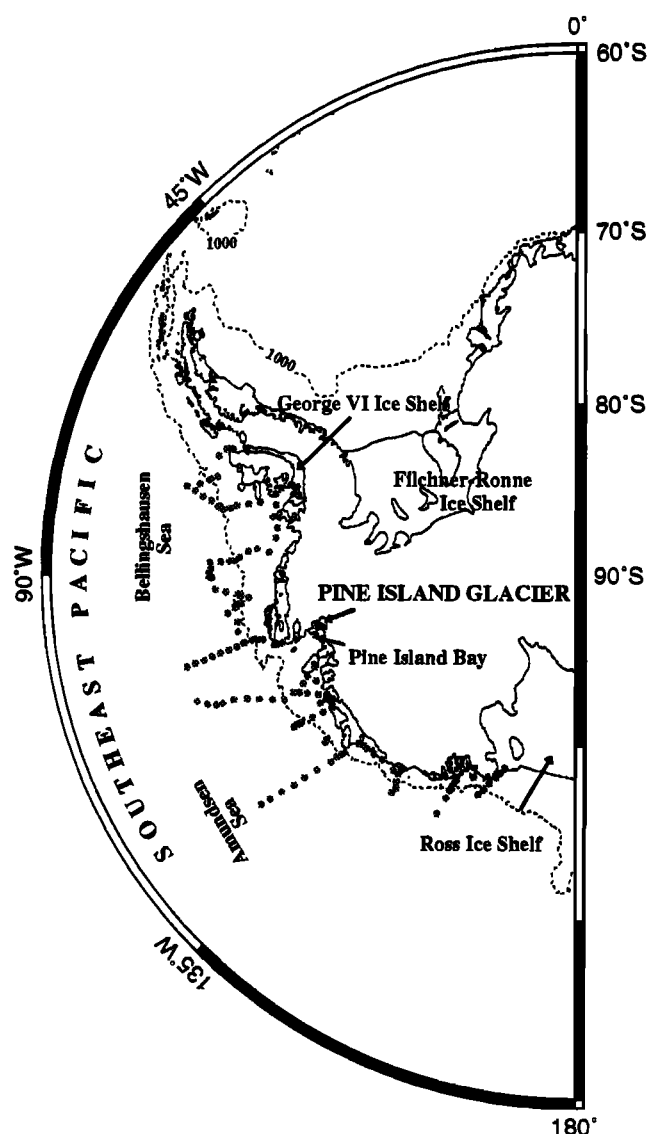 0°
60°S
45°W
1000
70°S
1000
80°S
George VI Ice Shelf
Filchner-Ronne
Ice Shelf
SOUTHEAST PACIFIC
Bellingshausen
Sea
90°W
90°S
PINE ISLAND GLACIER
Pine Island Bay
Amundsen
Sea
Ross Ice Shelf
135°W
180°